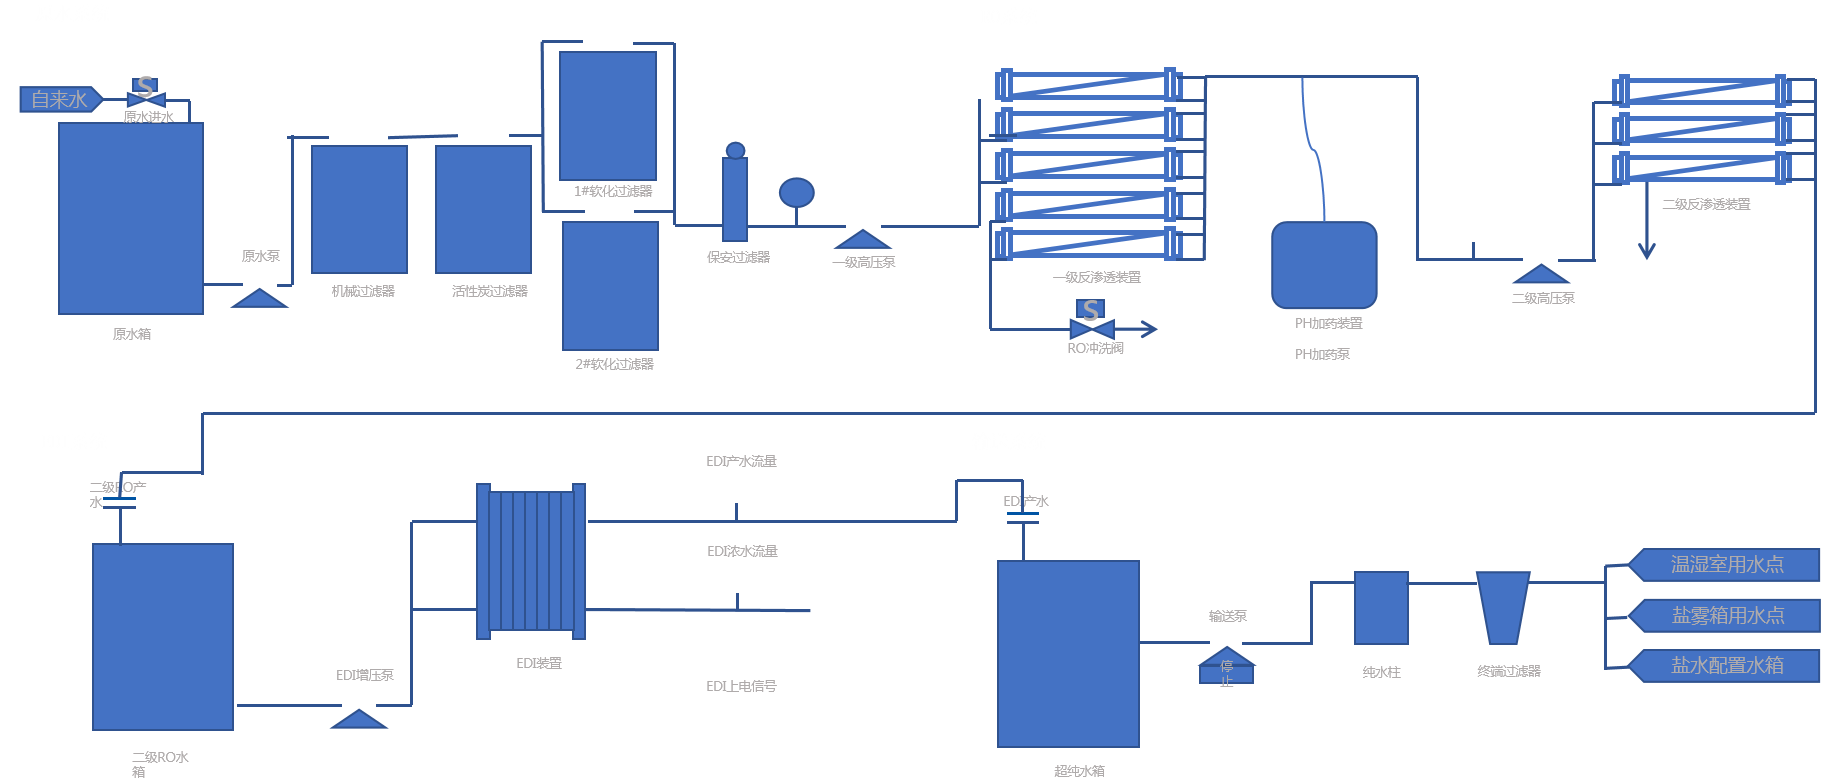 自来水
S
原水进水
原水箱
原水泵
机械过滤器
活性炭过滤器
1#软化过滤器
2#软化过滤器
保安过滤器
一级高压泵
一级反渗透装置
S
RO冲洗阀
PH加药装置
PH加药泵
二级高压泵
二级反渗透装置
二级RO产
水
二级RO水
箱
EDI增压泵
EDI装置
EDI产水流量
EDI浓水流量
EDI上电信号
EDI产水
超纯水箱
输送泵
停
止
纯水柱
终端过滤器
温湿室用水点
盐雾箱用水点
盐水配置水箱